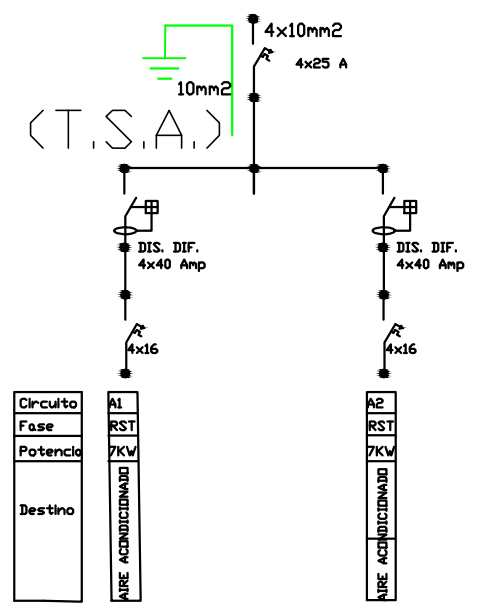 4x10mm2
4x25 A
10mm2
(T.S.A.)
DIS. DIF.
4x40 Amp
DIS. DIF.
4x40 Amp
4x16
4x16
Circuito A1 A2
Fase RST RST
Potencia 7KW 7KW
Destino AIRE ACONDICIONADO AIRE ACONDICIONADO